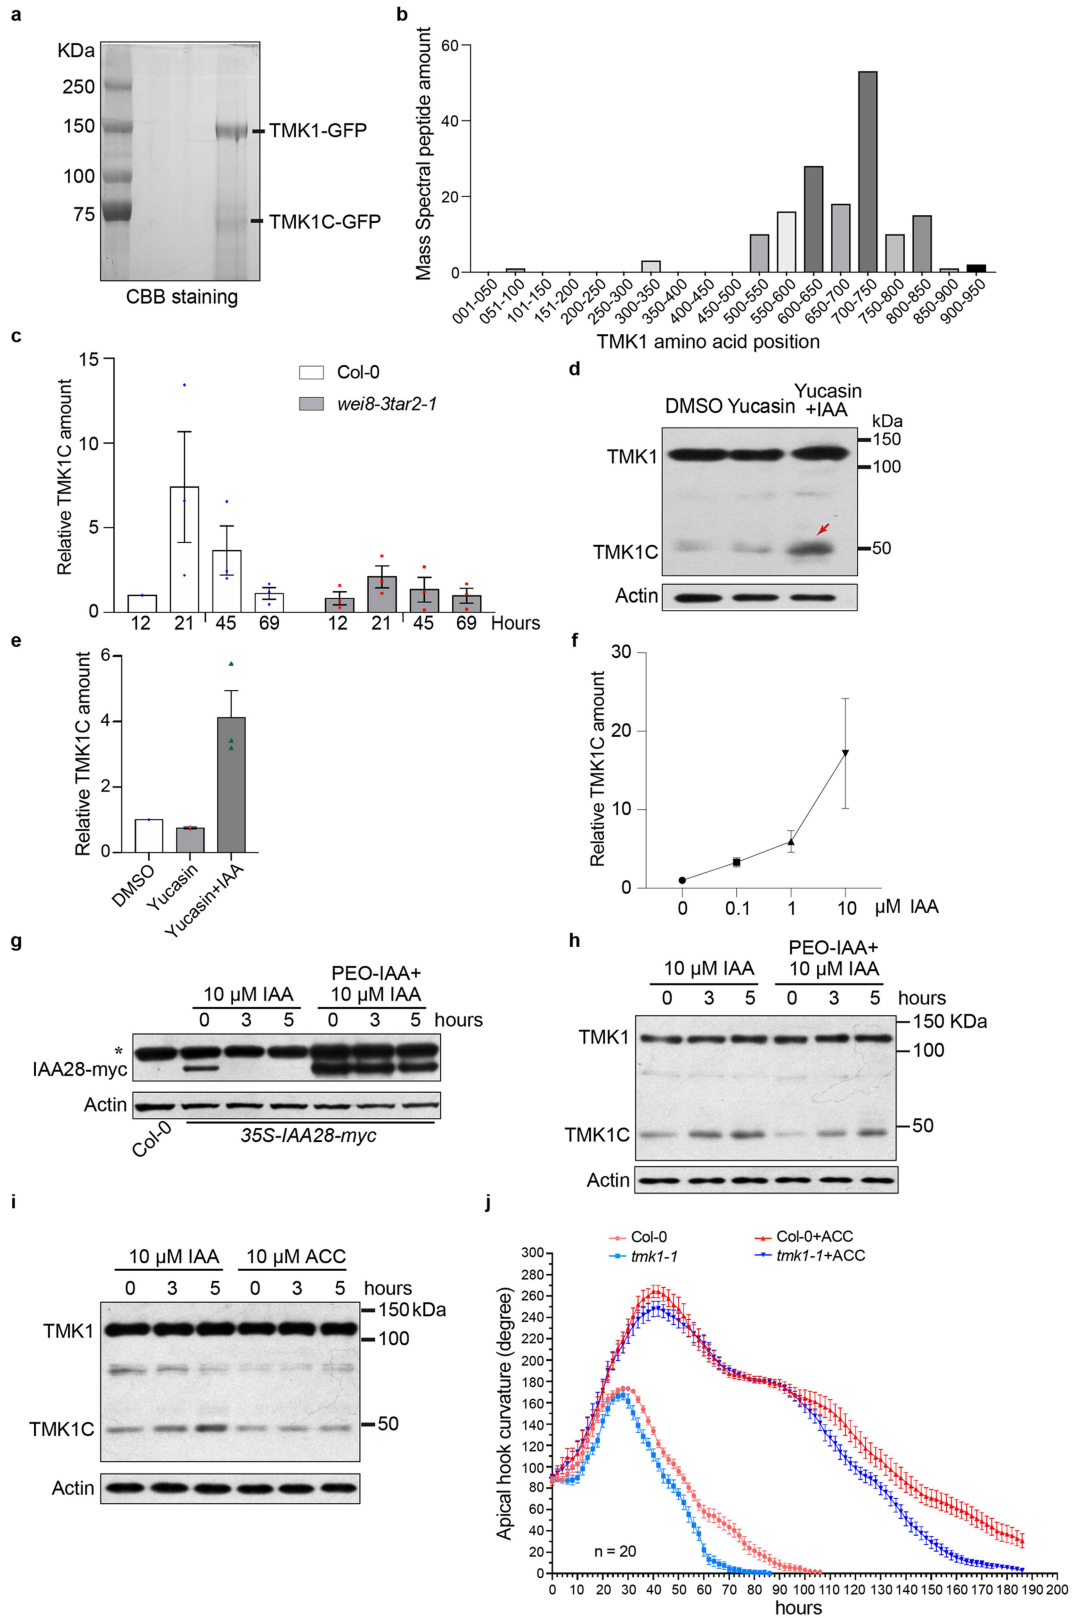 a
KDa
250
150
100
75
TMK1-GFP
TMK1C-GFP
CBB staining
b
Mass Spectral peptide amount
60
40
20
0
001-050
051-100
101-150
151-200
200-250
250-300
300-350
350-400
400-450
450-500
500-550
550-600
600-650
650-700
700-750
750-800
800-850
850-900
900-950
TMK1 amino acid position
c
Relative TMK1C amount
15
10
5
0
Col-0
wei8-3tar2-1
12 21 45 69 12 21 45 69 Hours
d
DMSO Yucasin Yucasin
+IAA
kDa
TMK1
150
100
TMK1C
50
Actin
e
Relative TMK1C amount
6
4
2
0
DMSO
Yucasin
Yucasin+IAA
f
Relative TMK1C amount
30
20
10
0
0 0.1 1 10 µM IAA
g
PEO-IAA+
10 µM IAA 10 µM IAA
0 3 5 0 3 5 hours
*
IAA28-myc
Actin
Col-0
35S-IAA28-myc
h
PEO-IAA+
10 µM IAA 10 µM IAA
0 3 5 0 3 5 hours
TMK1
150 KDa
100
TMK1C
50
Actin
i
10 µM IAA 10 µM ACC
0 3 5 0 3 5 hours
150 kDa
TMK1
100
TMK1C
50
Actin
j
Col-0 Col-0+ACC
tmk1-1 tmk1-1+ACC
Apical hook curvature (degree)
300
280
260
240
220
200
180
160
140
120
100
80
60
40
20
0
n = 20
0 10 20 30 40 50 60 70 80 90 100 110 120 130 140 150 160 170 180 190 200
hours